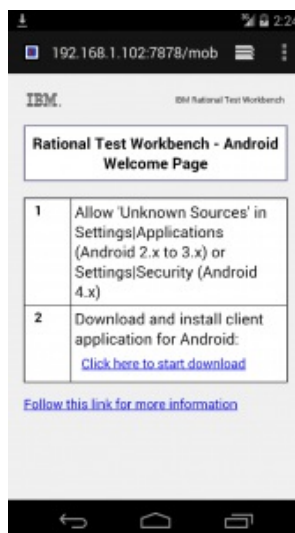 2:24
192.168.1.102:7878/mob
IBM.
IBM Rational Test Workbench
Rational Test Workbench - Android
Welcome Page
1
Allow 'Unknown Sources' in
Settings|Applications
(Android 2.x to 3.x) or
Settings|Security (Android
4.x)
2
Download and install client
application for Android:
Click here to start download
Follow this link for more information